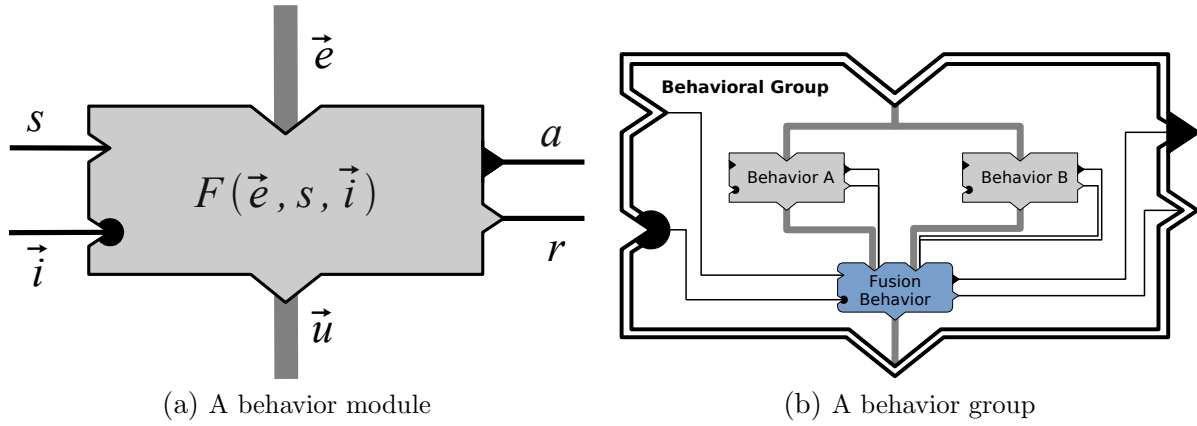 e⃗
s
a
F(e⃗, s, i⃗)
i⃗
r
u⃗
(a) A behavior module
Behavioral Group
Behavior A
Behavior B
Fusion
Behavior
(b) A behavior group